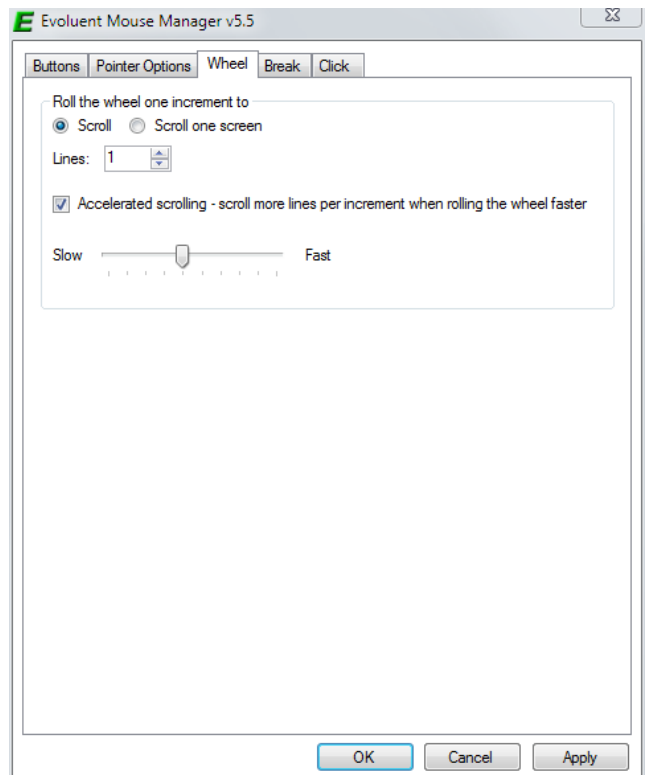 Evoluent Mouse Manager v5.5
Buttons Pointer Options Wheel Break Click
Roll the wheel one increment to
Scroll Scroll one screen
Lines: 1
Accelerated scrolling - scroll more lines per increment when rolling the wheel faster
Slow Fast
OK Cancel Apply